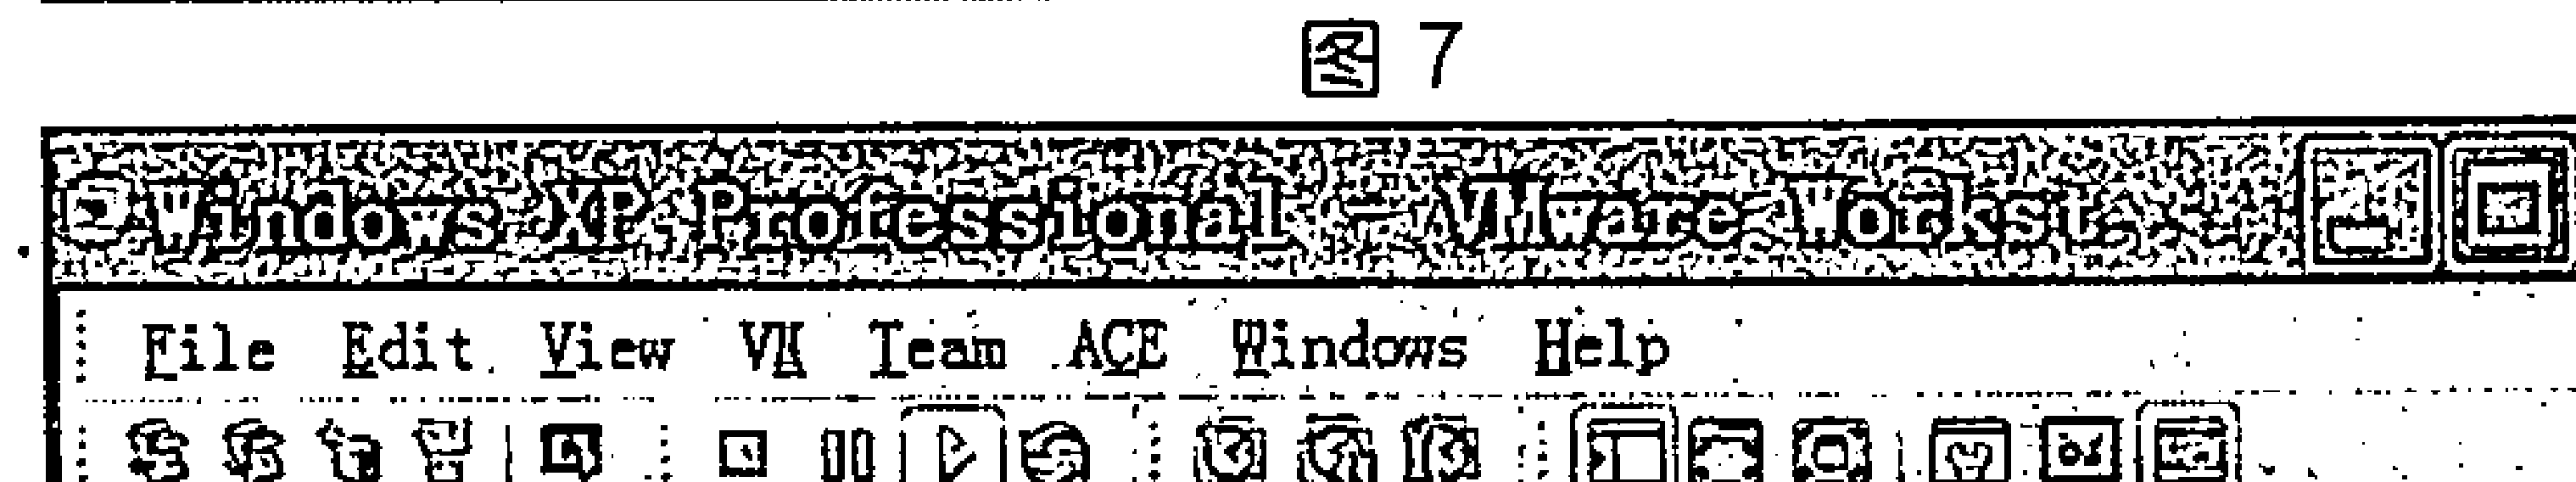 图 7
Windows XP Professional - VMware Workst
File Edit View VM Team ACE Windows Help